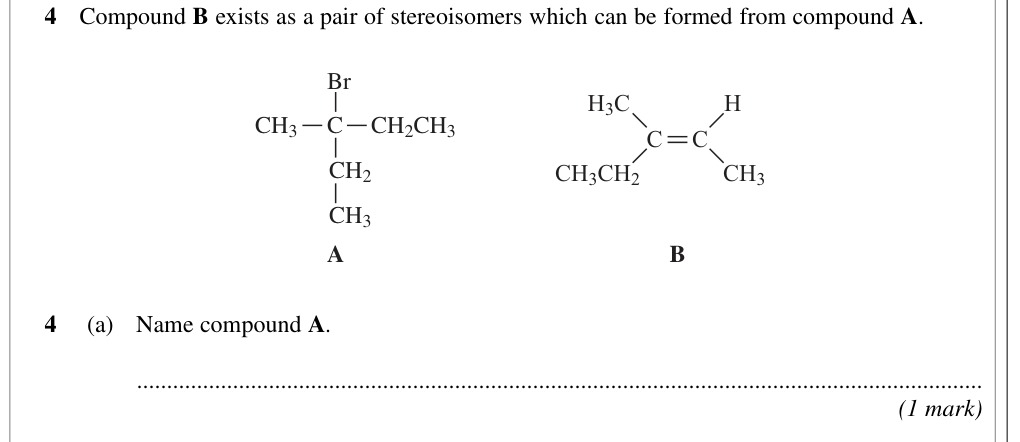 4 Compound B exists as a pair of stereoisomers which can be formed from compound A.
Br
CH₃—C—CH₂CH₃
CH₂
CH₃
A
H₃C H
C=C
CH₃CH₂ CH₃
B
4 (a) Name compound A.
(1 mark)